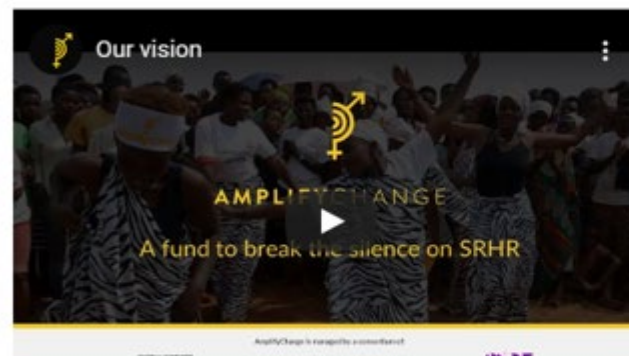 Our vision
AMPLIFYCHANGE
A fund to break the silence on SRHR
AmplifyChange is managed by a consortium of: